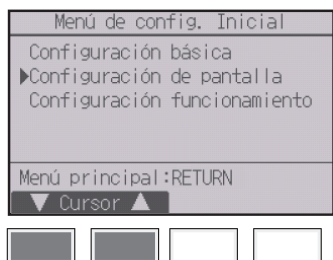 Menú de config. Inicial
Configuración básica
▶Configuración de pantalla
Configuración funcionamiento
Menú principal:RETURN
▼ Cursor ▲